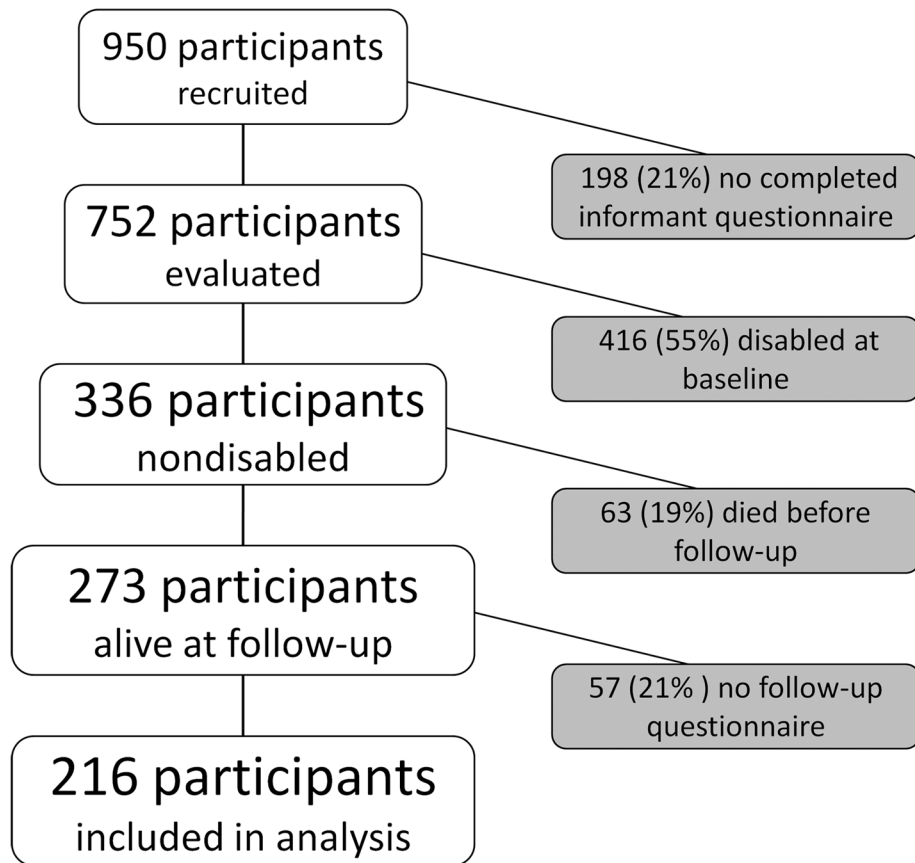 950 participants
recruited
198 (21%) no completed
informant questionnaire
752 participants
evaluated
416 (55%) disabled at
baseline
336 participants
nondisabled
63 (19%) died before
follow-up
273 participants
alive at follow-up
57 (21% ) no follow-up
questionnaire
216 participants
included in analysis